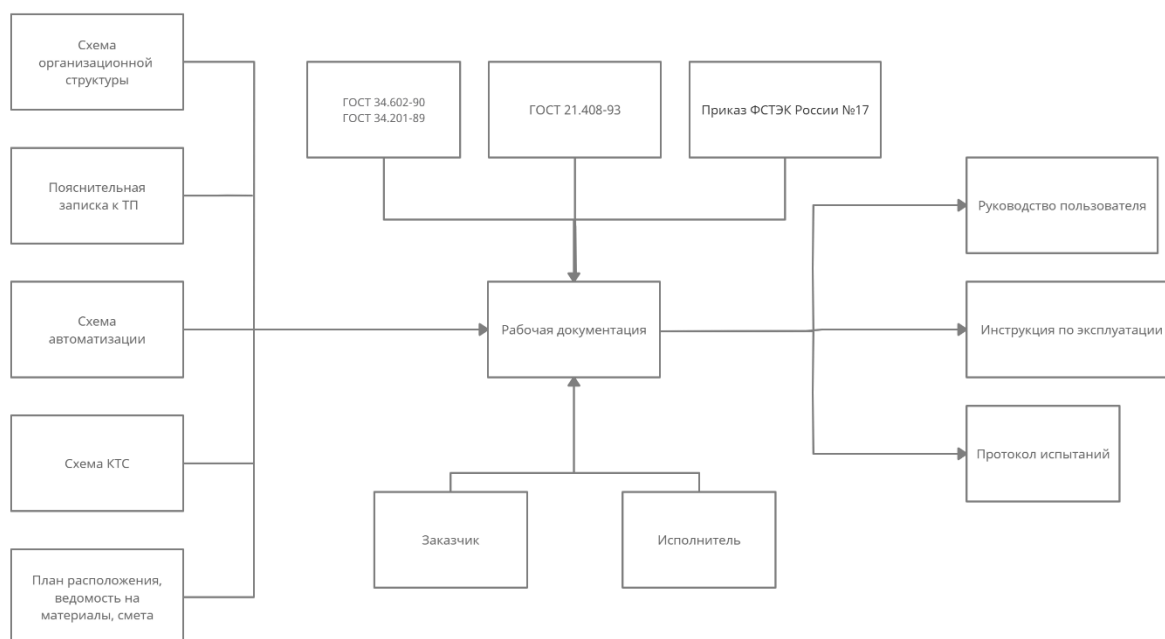 Схема
организационной
структуры
Пояснительная
записка к ТП
Схема
автоматизации
Схема КТС
План расположения,
ведомость на
материалы, смета
ГОСТ 34.602-90
ГОСТ 34.201-89
ГОСТ 21.408-93
Приказ ФСТЭК России №17
Рабочая документация
Заказчик
Исполнитель
Руководство пользователя
Инструкция по эксплуатации
Протокол испытаний